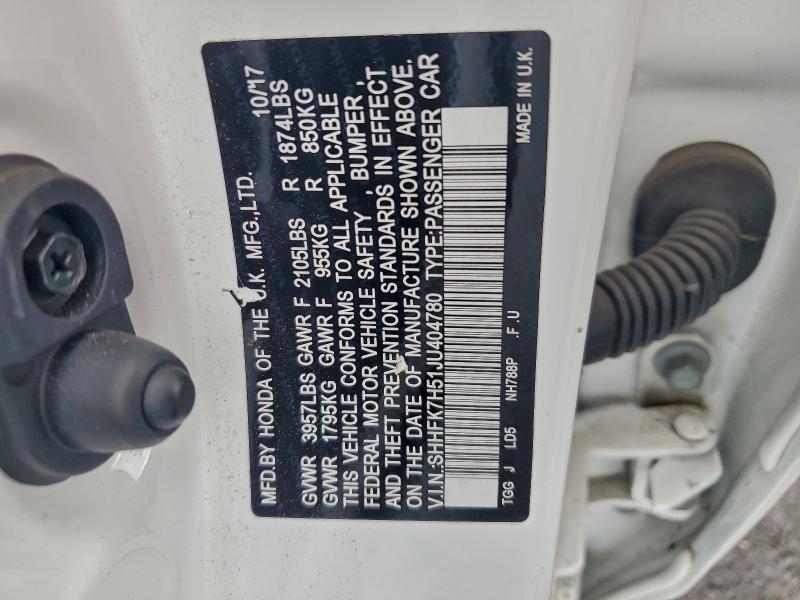 MFD.BY HONDA OF THE U.K. MFG.,LTD. 10/17
GVWR 3957LBS GAWR F 2105LBS R 1874LBS
GVWR 1795KG GAWR F 955KG R 850KG
THIS VEHICLE CONFORMS TO ALL APPLICABLE
FEDERAL MOTOR VEHICLE SAFETY , BUMPER ,
AND THEFT PREVENTION STANDARDS IN EFFECT
ON THE DATE OF MANUFACTURE SHOWN ABOVE.
V.I.N.:SHHFK7H51JU404780 TYPE:PASSENGER CAR
TGG J LD5 NH788P .F.U MADE IN U.K.